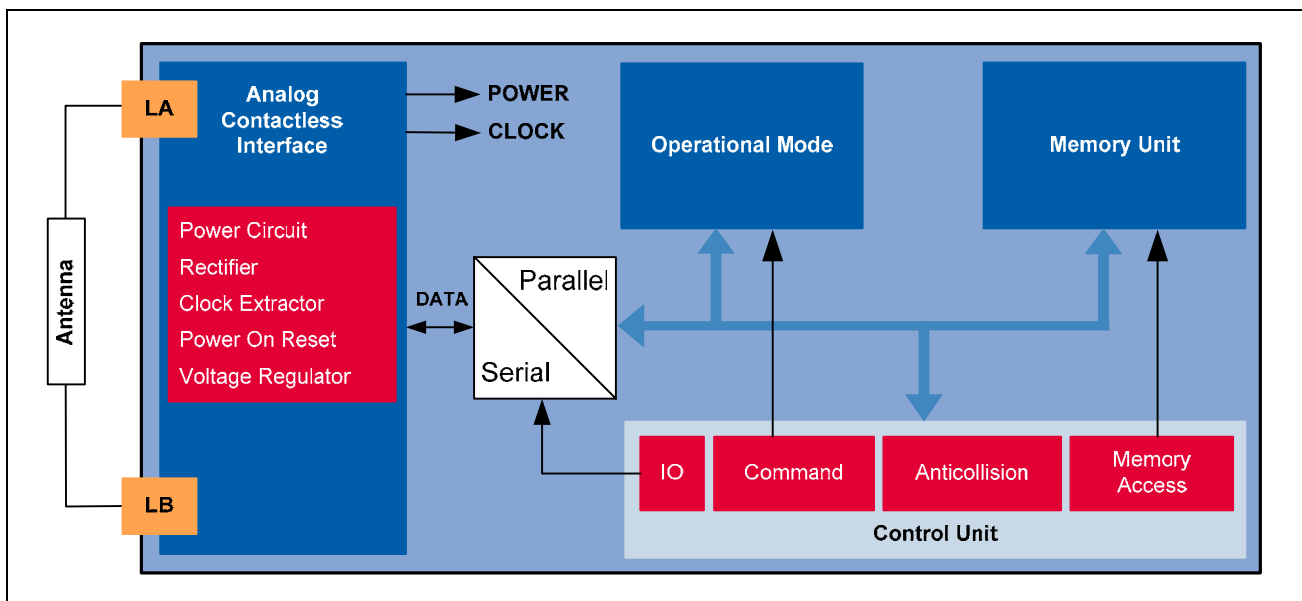 LA
Analog
Contactless
Interface
POWER
CLOCK
Operational Mode
Memory Unit
Power Circuit
Rectifier
Clock Extractor
Power On Reset
Voltage Regulator
Antenna
DATA
Parallel
Serial
LB
IO
Command
Anticollision
Memory
Access
Control Unit